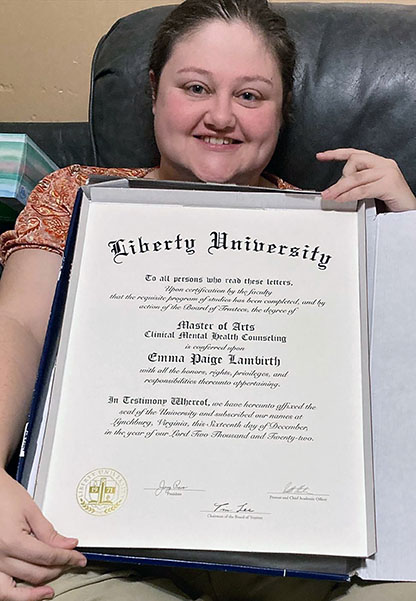 Liberty University
To all persons who read these letters,
Upon certification by the faculty
that the requisite program of studies has been completed, and by
action of the Board of Trustees, the degree of
Master of Arts
Clinical Mental Health Counseling
is conferred upon
Emma Paige Lambirth
with all the honors, rights, privileges, and
responsibilities thereunto appertaining.
In Testimony Whereof, we have hereunto affixed the
seal of the University and subscribed our names at
Lynchburg, Virginia, this Sixteenth day of December,
in the year of our Lord Two Thousand and Twenty-two.
LIBERTY UNIVERSITY
1971
President
Provost and Chief Academic Officer
Chairman of the Board of Trustees